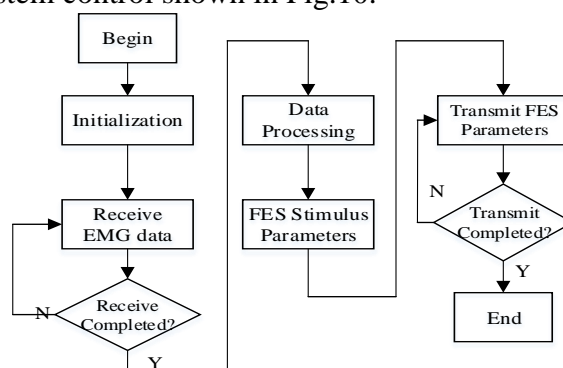 stem control shown in Fig.10.
Begin
Initialization
Receive
EMG data
N
Receive
Completed?
Y
Data
Processing
FES Stimulus
Parameters
Transmit FES
Parameters
N
Transmit
Completed?
Y
End